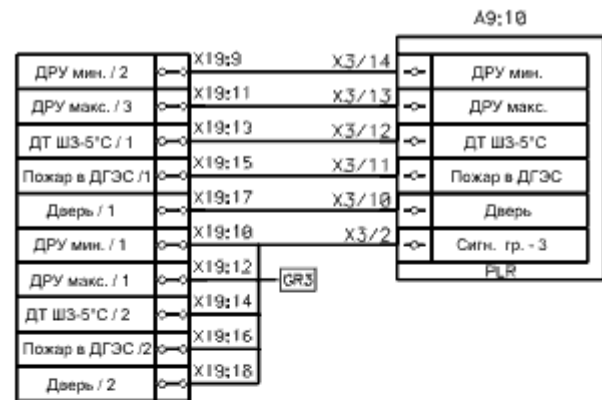 A9:10
ДРУ мин. / 2 X19:9 X3/14 ДРУ мин.
ДРУ макс. / 3 X19:11 X3/13 ДРУ макс.
ДТ ШЗ-5°С / 1 X19:13 X3/12 ДТ ШЗ-5°С
Пожар в ДГЭС /1 X19:15 X3/11 Пожар в ДГЭС
Дверь / 1 X19:17 X3/10 Дверь
ДРУ мин. / 1 X19:10 X3/2 Сигн. гр. - 3
ДРУ макс. / 1 X19:12 GR3 PLR
ДТ ШЗ-5°С / 2 X19:14
Пожар в ДГЭС /2 X19:16
Дверь / 2 X19:18